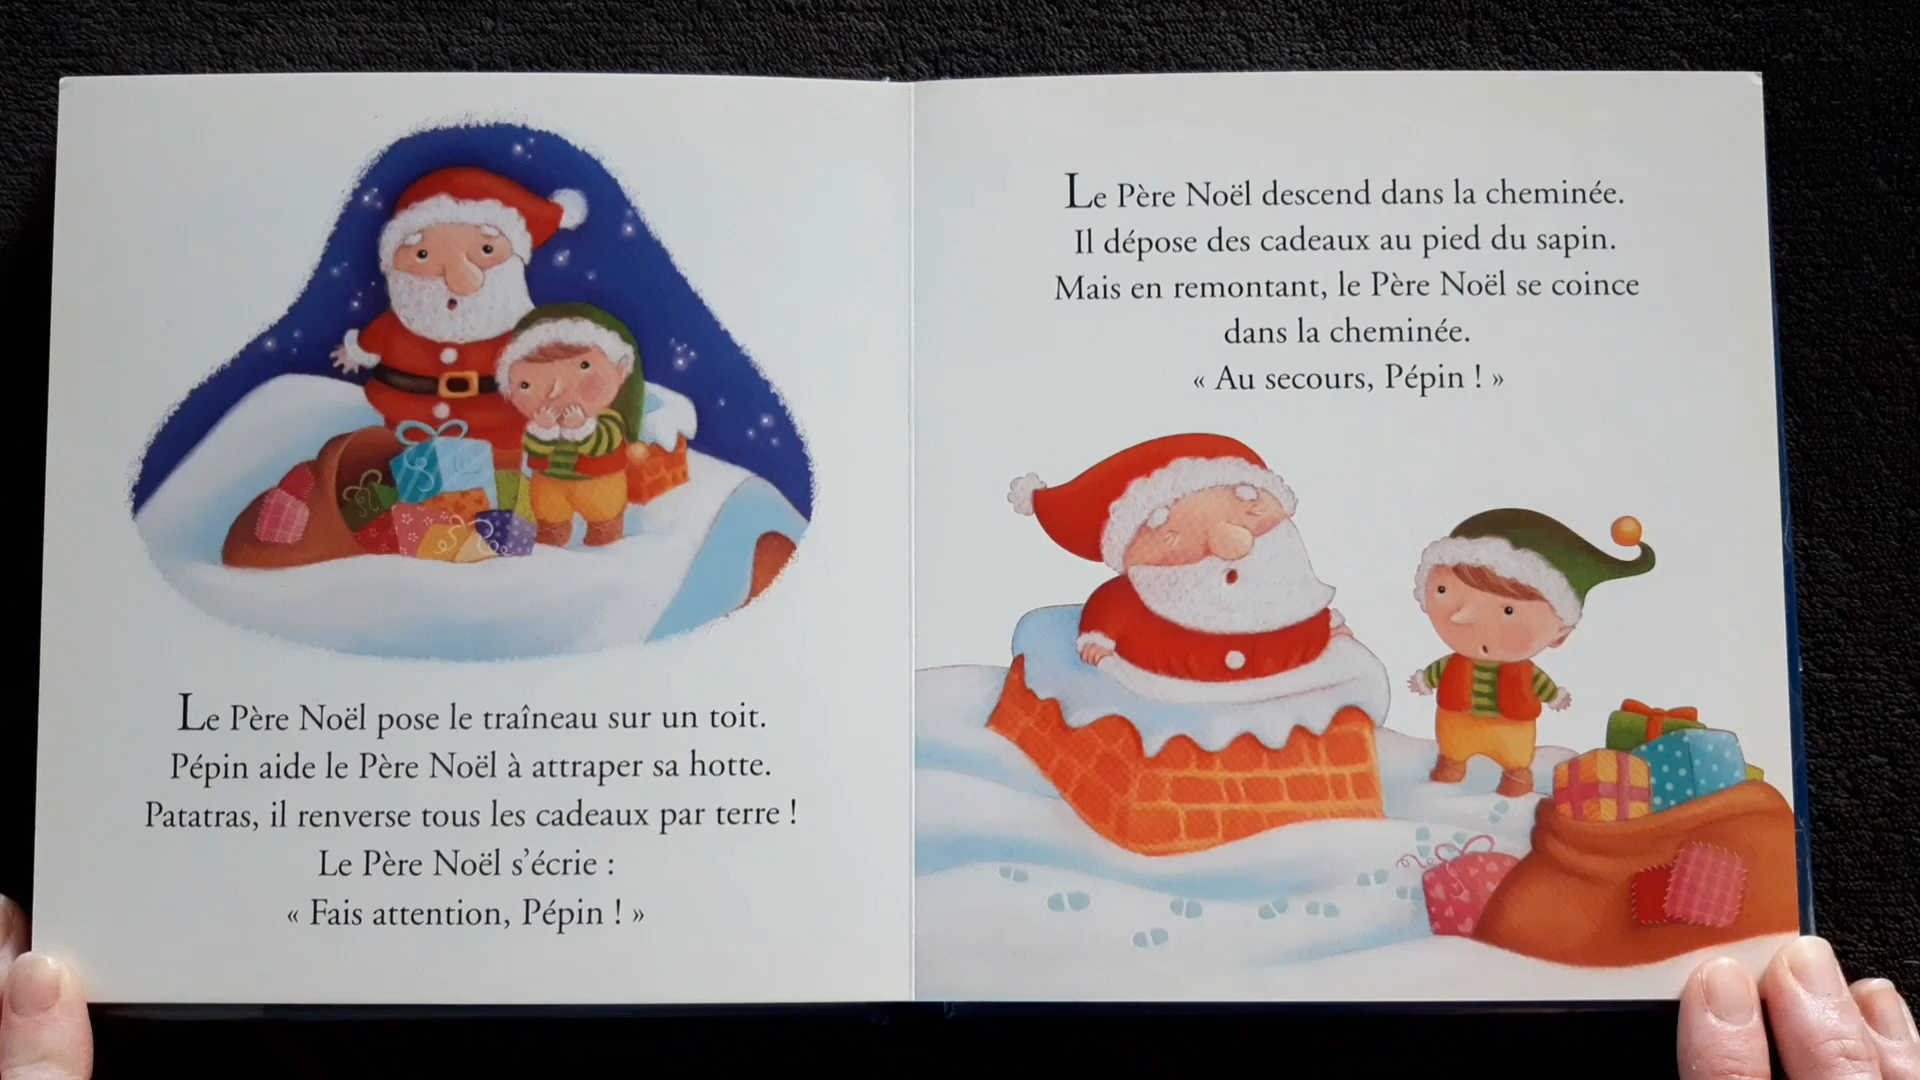 Le Père Noël pose le traîneau sur un toit.
Pépin aide le Père Noël à attraper sa hotte.
Patatras, il renverse tous les cadeaux par terre !
Le Père Noël s’écrie :
« Fais attention, Pépin ! »
Le Père Noël descend dans la cheminée.
Il dépose des cadeaux au pied du sapin.
Mais en remontant, le Père Noël se coince
dans la cheminée.
« Au secours, Pépin ! »